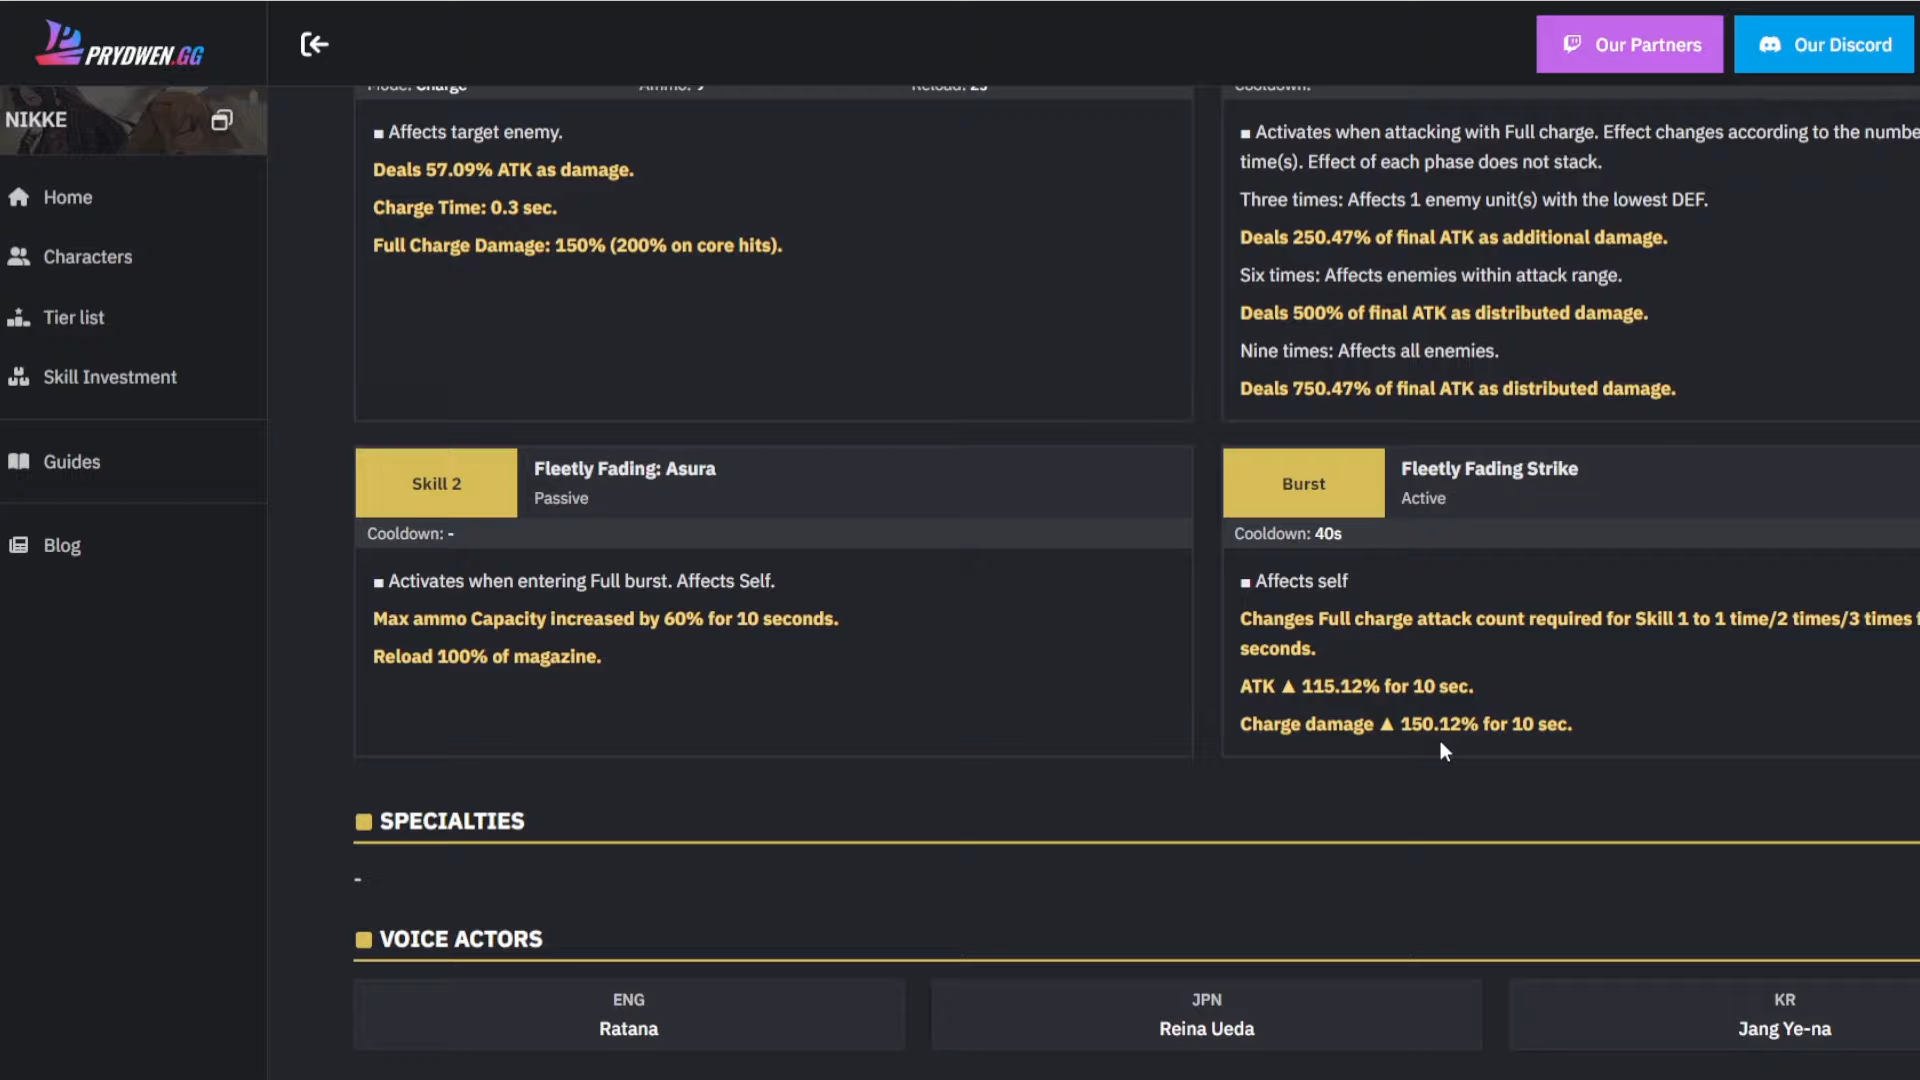 PRYDWEN.GG
Our Partners
Our Discord
NIKKE
Home
Characters
Tier list
Skill Investment
Guides
Blog
Mode: Charge
Ammo: 9
Reload: 2s
Cooldown:
■ Affects target enemy.
Deals 57.09% ATK as damage.
Charge Time: 0.3 sec.
Full Charge Damage: 150% (200% on core hits).
■ Activates when attacking with Full charge. Effect changes according to the numbe
time(s). Effect of each phase does not stack.
Three times: Affects 1 enemy unit(s) with the lowest DEF.
Deals 250.47% of final ATK as additional damage.
Six times: Affects enemies within attack range.
Deals 500% of final ATK as distributed damage.
Nine times: Affects all enemies.
Deals 750.47% of final ATK as distributed damage.
Skill 2
Fleetly Fading: Asura
Passive
Cooldown: -
■ Activates when entering Full burst. Affects Self.
Max ammo Capacity increased by 60% for 10 seconds.
Reload 100% of magazine.
Burst
Fleetly Fading Strike
Active
Cooldown: 40s
■ Affects self
Changes Full charge attack count required for Skill 1 to 1 time/2 times/3 times f
seconds.
ATK ▲ 115.12% for 10 sec.
Charge damage ▲ 150.12% for 10 sec.
SPECIALTIES
-
VOICE ACTORS
ENG
Ratana
JPN
Reina Ueda
KR
Jang Ye-na